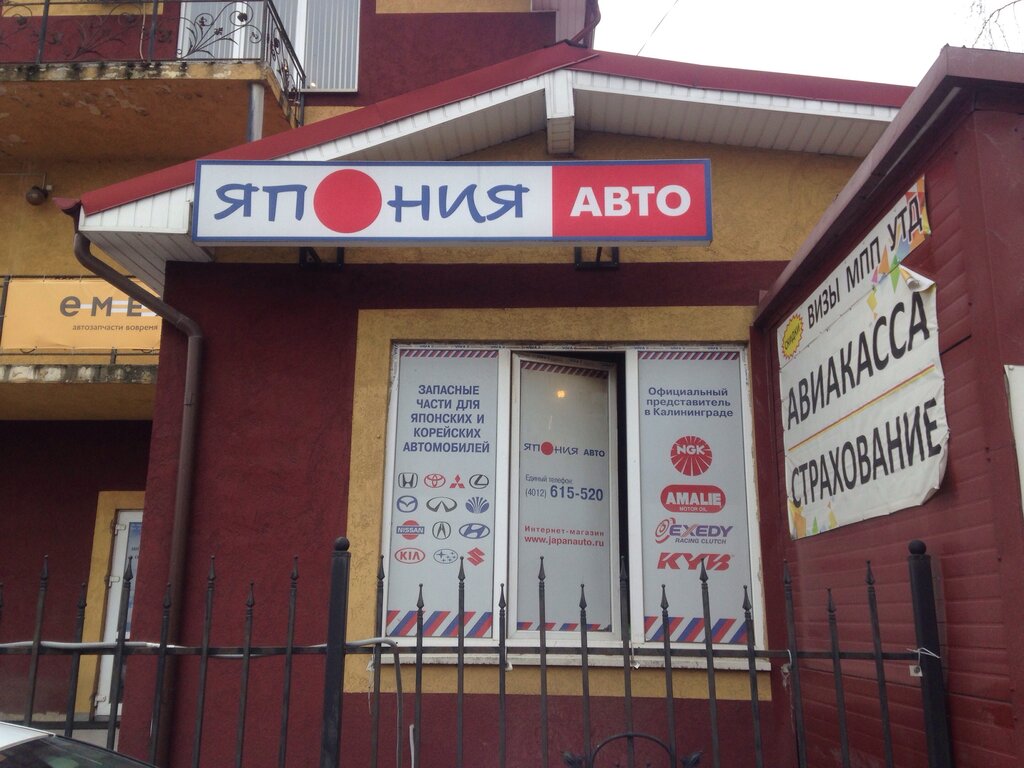 ЯПОНИЯ АВТО
автозапчасти вовремя
ЗАПАСНЫЕ
ЧАСТИ ДЛЯ
ЯПОНСКИХ И
КОРЕЙСКИХ
АВТОМОБИЛЕЙ
NISSAN
KIA
ЯПОНИЯ АВТО
Единый телефон:
(4012) 615-520
Интернет-магазин
www.japanauto.ru
Официальный
представитель
в Калининграде
NGK
AMALIE
MOTOR OIL
EXEDY
RACING CLUTCH
KYB
СКИДКИ
ВИЗЫ МПП УТД
АВИАКАССА
СТРАХОВАНИЕ